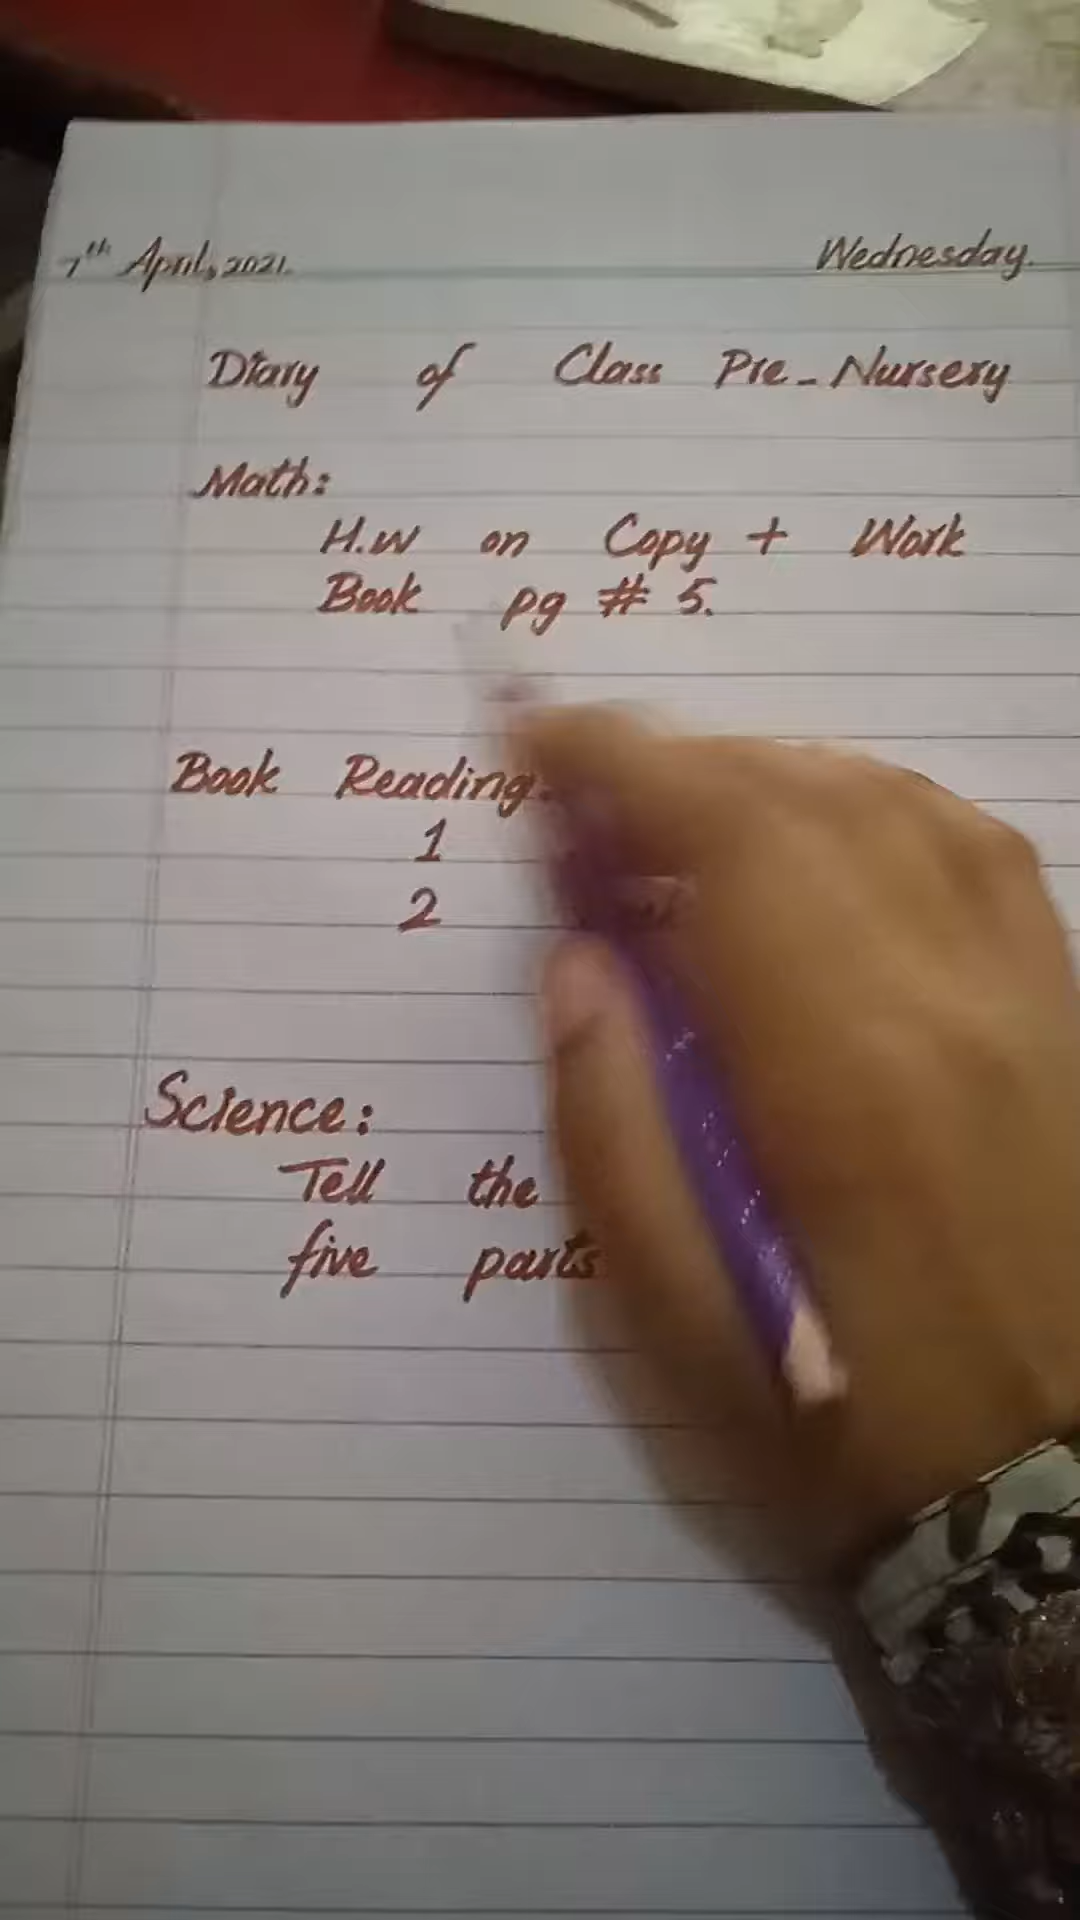 7th April, 2021. Wednesday.
Diary of Class Pre-Nursery
Math:
H.W on Copy + Work
Book pg # 5.
Book Reading:
1
2
Science:
Tell the
five parts